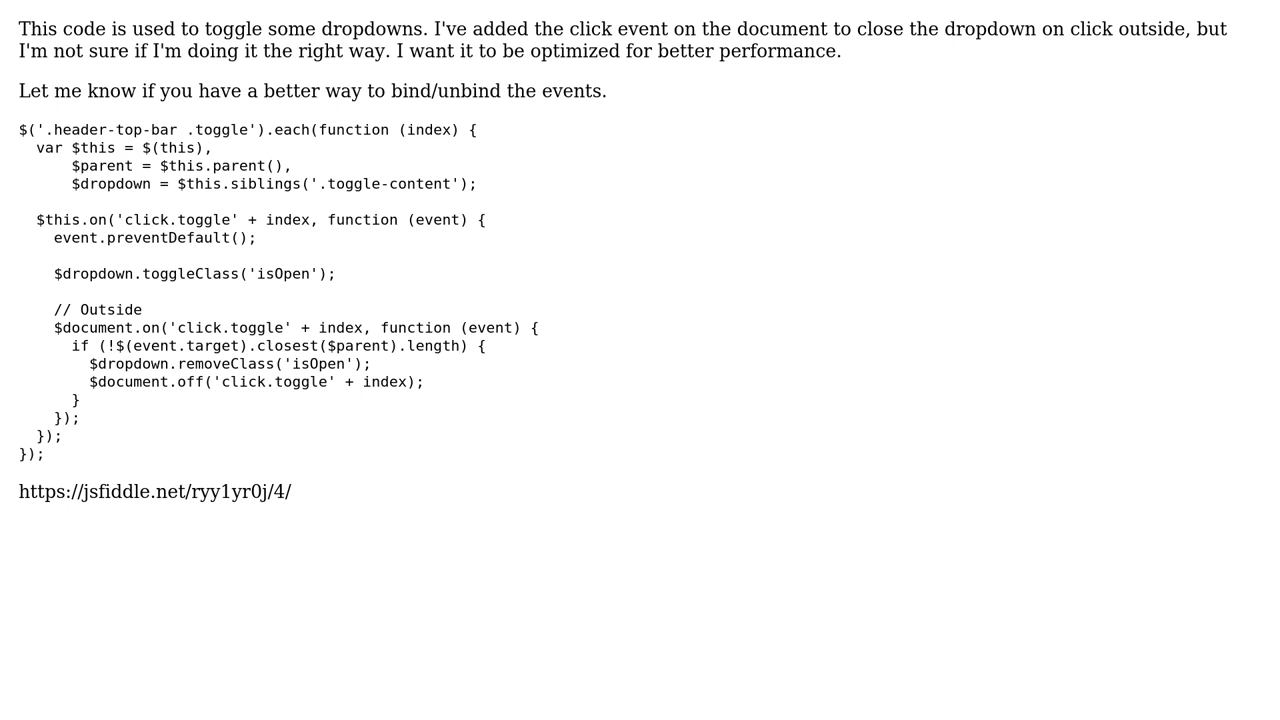 This code is used to toggle some dropdowns. I've added the click event on the document to close the dropdown on click outside, but
I'm not sure if I'm doing it the right way. I want it to be optimized for better performance.
Let me know if you have a better way to bind/unbind the events.
$('.header-top-bar .toggle').each(function (index) {
  var $this = $(this),
      $parent = $this.parent(),
      $dropdown = $this.siblings('.toggle-content');
  $this.on('click.toggle' + index, function (event) {
    event.preventDefault();
    $dropdown.toggleClass('isOpen');
    // Outside
    $document.on('click.toggle' + index, function (event) {
      if (!$(event.target).closest($parent).length) {
        $dropdown.removeClass('isOpen');
        $document.off('click.toggle' + index);
      }
    });
  });
});
https://jsfiddle.net/ryy1yr0j/4/